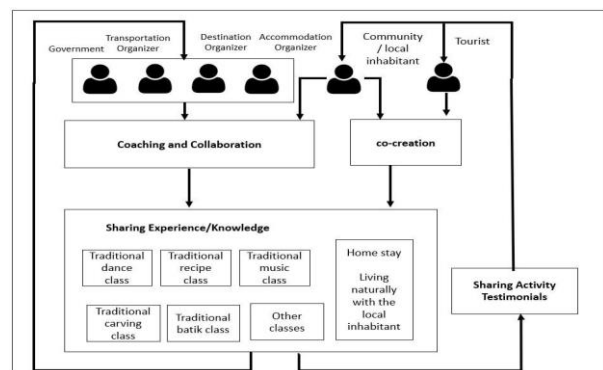 Government
Transportation
Organizer
Destination
Organizer
Accommodation
Organizer
Community
/ local
inhabitant
Tourist
Coaching and Collaboration
co-creation
Sharing Experience/Knowledge
Traditional
dance
class
Traditional
recipe
class
Traditional
music
class
Traditional
carving
class
Traditional
batik class
Other
classes
Home stay
Living
naturally
with the
local
inhabitant
Sharing Activity
Testimonials